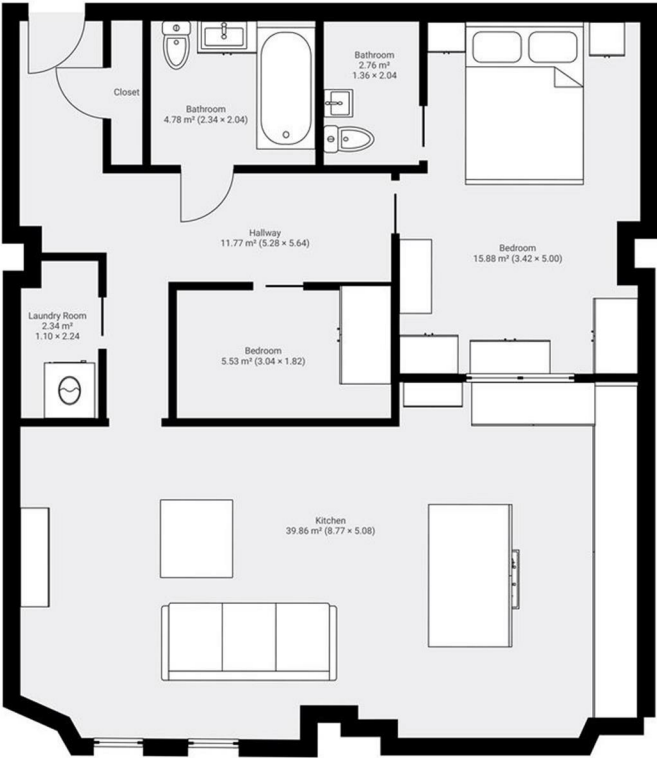 Closet
Bathroom
4.78 m² (2.34 × 2.04)
Bathroom
2.76 m²
1.36 × 2.04
Hallway
11.77 m² (5.28 × 5.64)
Bedroom
15.88 m² (3.42 × 5.00)
Laundry Room
2.34 m²
1.10 × 2.24
Bedroom
5.53 m² (3.04 × 1.82)
Kitchen
39.86 m² (8.77 × 5.08)